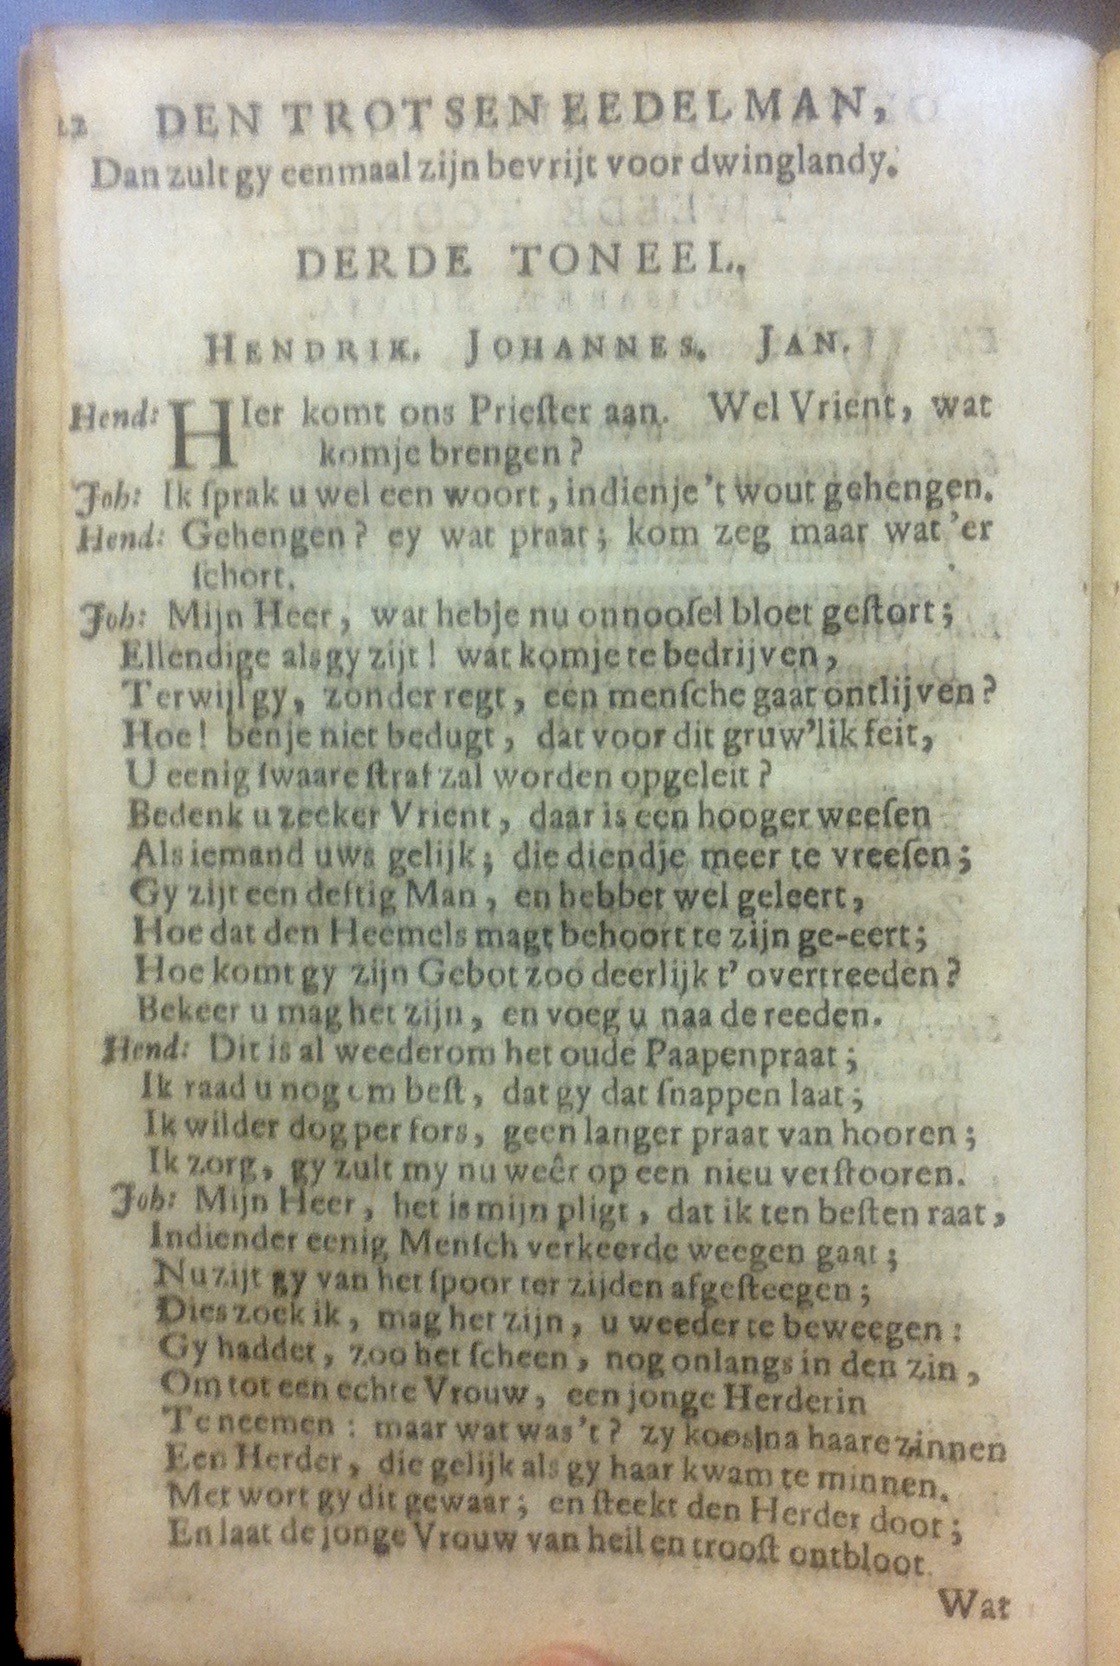 22 DEN TROTSEN EEDELMAN,
Dan zult gy eenmaal zijn bevrijt voor dwinglandy.
DERDE TONEEL.
HENDRIK. JOHANNES. JAN.
Hend: HIer komt ons Prieſter aan. Wel Vrient, wat
komje brengen?
Joh: Ik ſprak u wel een woort, indienje 't wout gehengen.
Hend: Gehengen? ey wat praat; kom zeg maar wat 'er
ſchort.
Joh: Mijn Heer, wat hebje nu onnooſel bloet geſtort;
Ellendige als gy zijt! wat komje te bedrijven,
Terwijl gy, zonder regt, een menſche gaat ontlijven?
Hoe! benje niet bedugt, dat voor dit gruw'lik feit,
U eenig ſwaare ſtraf zal worden opgeleit?
Bedenk u zeeker Vrient, daar is een hooger weeſen
Als iemand uws gelijk; die diendje meer te vreeſen;
Gy zijt een deftig Man, en hebbet wel geleert,
Hoe dat den Heemels magt behoort te zijn ge-eert;
Hoe komt gy zijn Gebot zoo deerlijk t' overtreeden?
Bekeer u mag het zijn, en voeg u naa de reeden.
Hend: Dit is al weederom het oude Paapenpraat;
Ik raad u nog om beſt, dat gy dat ſnappen laat;
Ik wilder dog per fors, geen langer praat van hooren;
Ik zorg, gy zult my nu weêr op een nieu verſtooren.
Joh: Mijn Heer, het is mijn pligt, dat ik ten beſten raat,
Indiender eenig Menſch verkeerde weegen gaat;
Nu zijt gy van het ſpoor ter zijden afgeſteegen;
Dies zoek ik, mag het zijn, u weeder te beweegen:
Gy haddet, zoo het ſcheen, nog onlangs in den zin,
Om tot een echte Vrouw, een jonge Herderin
Te neemen: maar wat was 't? zy koos na haare zinnen
Een Herder, die gelijk als gy haar kwam te minnen.
Met wort gy dit gewaar; en ſteekt den Herder doot;
En laat de jonge Vrouw van heil en trooſt ontbloot.
Wat